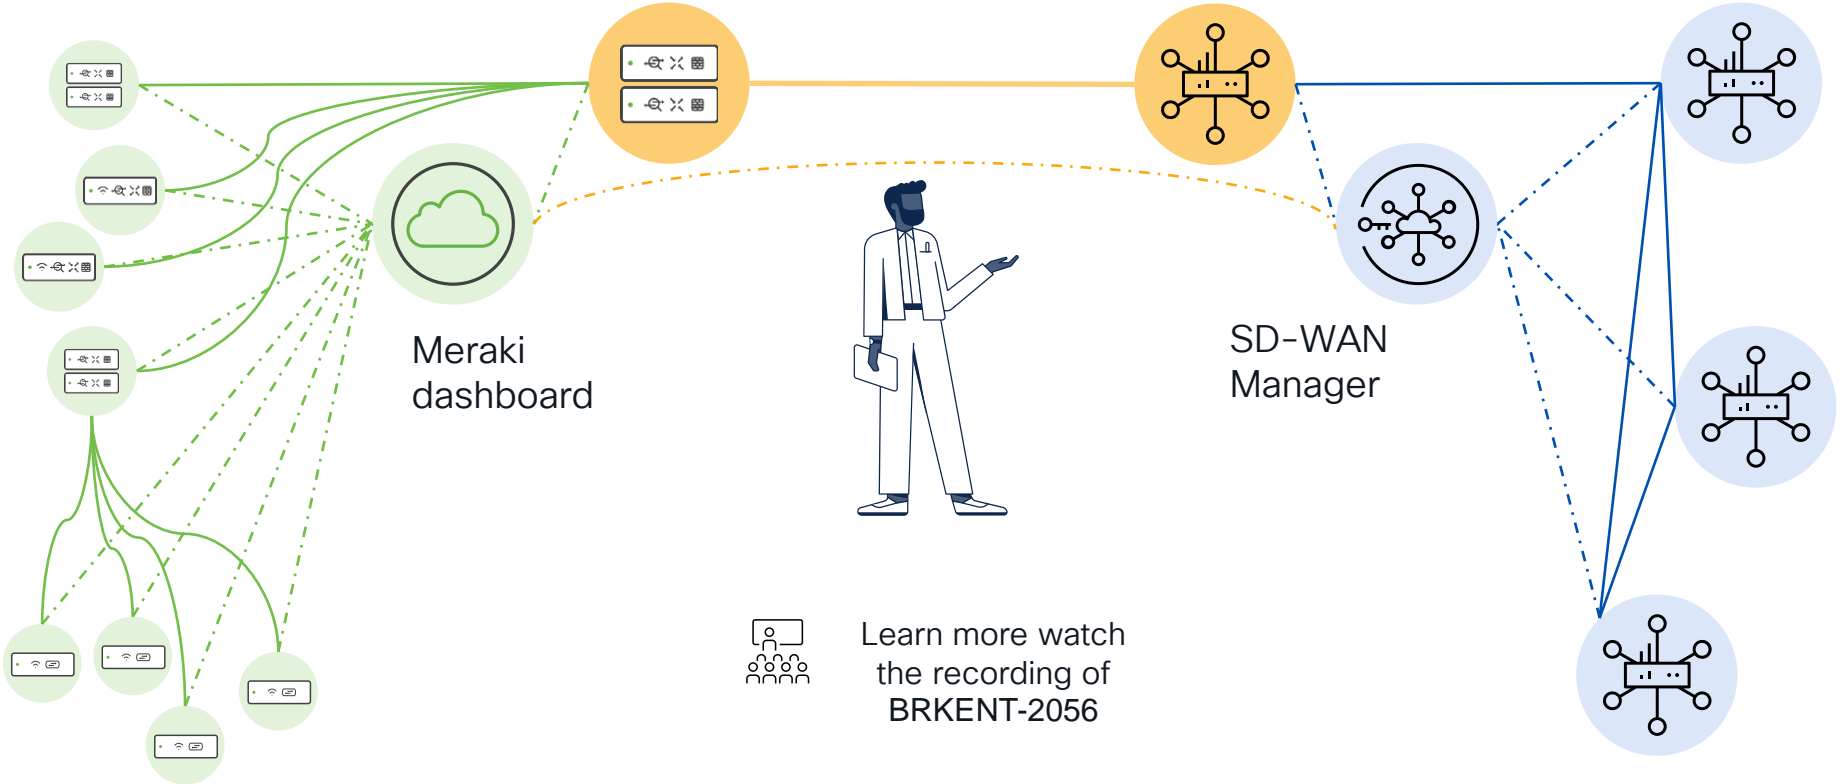 Meraki
dashboard
SD-WAN
Manager
Learn more watch
the recording of
BRKENT-2056